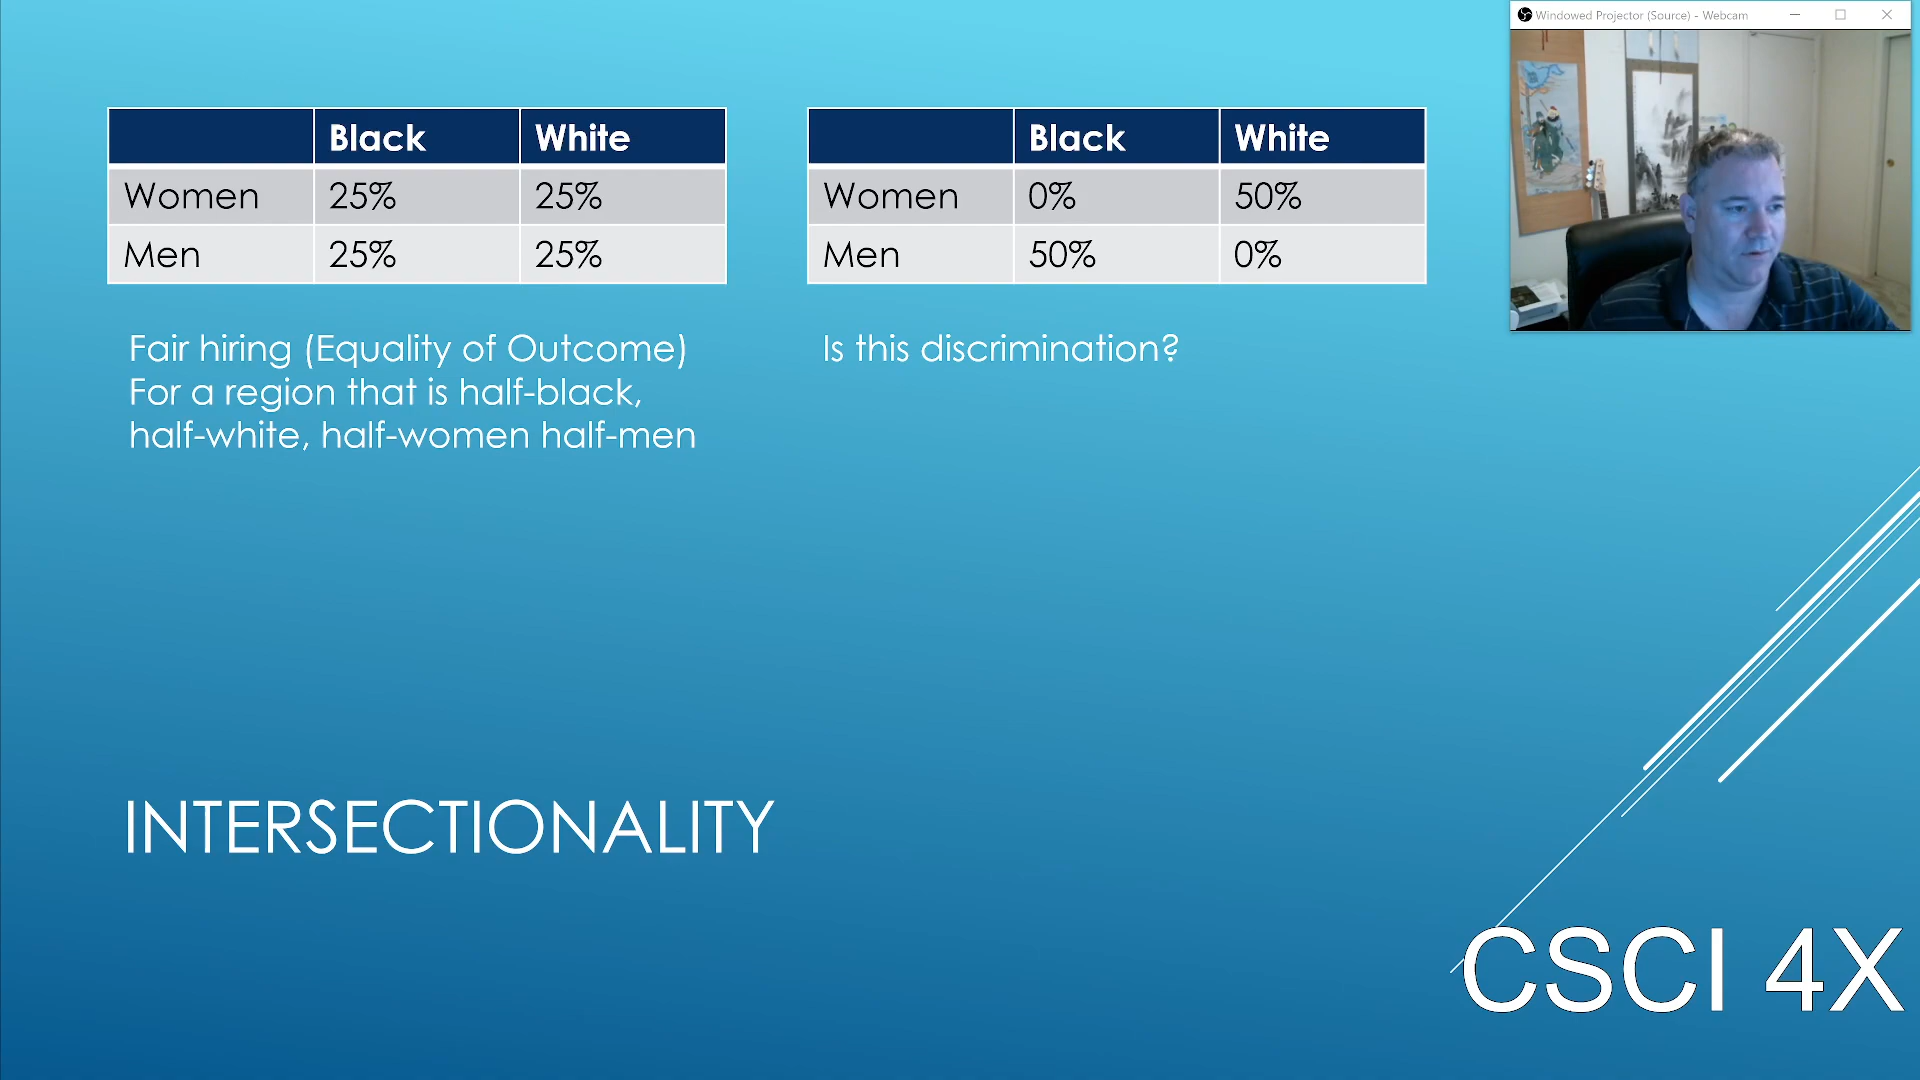 Windowed Projector (Source) - Webcam
Black White
Women 25% 25%
Men 25% 25%
Black White
Women 0% 50%
Men 50% 0%
Fair hiring (Equality of Outcome)
For a region that is half-black,
half-white, half-women half-men
Is this discrimination?
INTERSECTIONALITY
CSCI 4X